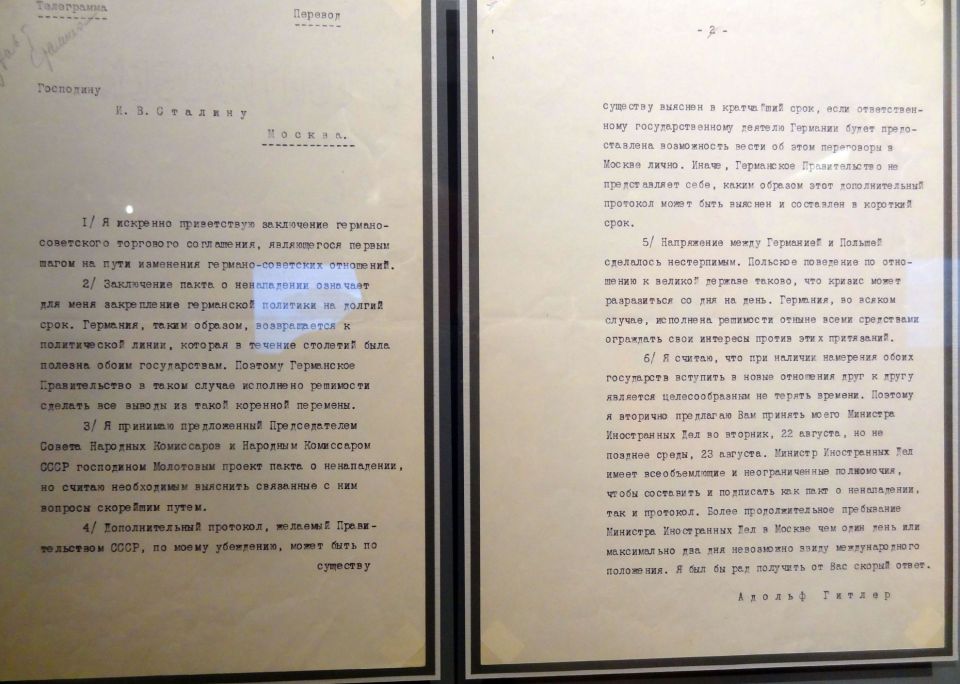 Телеграмма
Перевод
Господину
И. В. Сталину
Москва.
1/ Я искренно приветствую заключение германо-
советского торгового соглашения, являющегося первым
шагом на пути изменения германо-советских отношений.
2/ Заключение пакта о ненападении означает
для меня закрепление германской политики на долгий
срок. Германия, таким образом, возвращается к
политической линии, которая в течение столетий была
полезна обоим государствам. Поэтому Германское
Правительство в таком случае исполнено решимости
сделать все выводы из такой коренной перемены.
3/ Я принимаю предложенный Председателем
Совета Народных Комиссаров и Народным Комиссаром
СССР господином Молотовым проект пакта о ненападении,
но считаю необходимым выяснить связанные с ним
вопросы скорейшим путем.
4/ Дополнительный протокол, желаемый Прави-
тельством СССР, по моему убеждению, может быть по
существу
- 2 -
существу выяснен в кратчайший срок, если ответствен-
ному государственному деятелю Германии будет предо-
ставлена возможность вести об этом переговоры в
Москве лично. Иначе, Германское Правительство не
представляет себе, каким образом этот дополнительный
протокол может быть выяснен и составлен в короткий
срок.
5/ Напряжение между Германией и Польшей
сделалось нестерпимым. Польское поведение по отно-
шению к великой державе таково, что кризис может
разразиться со дня на день. Германия, во всяком
случае, исполнена решимости отныне всеми средствами
ограждать свои интересы против этих притязаний.
6/ Я считаю, что при наличии намерения обоих
государств вступить в новые отношения друг к другу
является целесообразным не терять времени. Поэтому
я вторично предлагаю Вам принять моего Министра
Иностранных Дел во вторник, 22 августа, но не
позднее среды, 23 августа. Министр Иностранных Дел
имеет всеобъемлющие и неограниченные полномочия,
чтобы составить и подписать как пакт о ненападении,
так и протокол. Более продолжительное пребывание
Министра Иностранных Дел в Москве чем один день или
максимально два дня невозможно ввиду международного
положения. Я был бы рад получить от Вас скорый ответ.
Адольф Гитлер